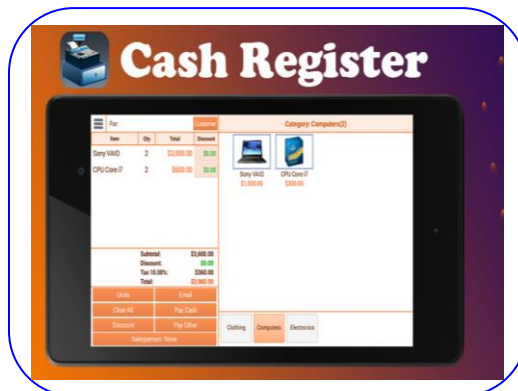 Cash Register
For:
Customer
Category: Computers(2)
Item Qty Total Discount
Sony VAIO 2 $3,000.00 $0.00
CPU Core i7 2 $600.00 $0.00
Sony VAIO
$1,500.00
CPU Core i7
$300.00
Subtotal: $3,600.00
Discount: $0.00
Tax 10.00%: $360.00
Total: $3,960.00
Undo Email
Clear All Pay Cash
Discount Pay Other
Salesperson: None
Clothing Computers Electronics